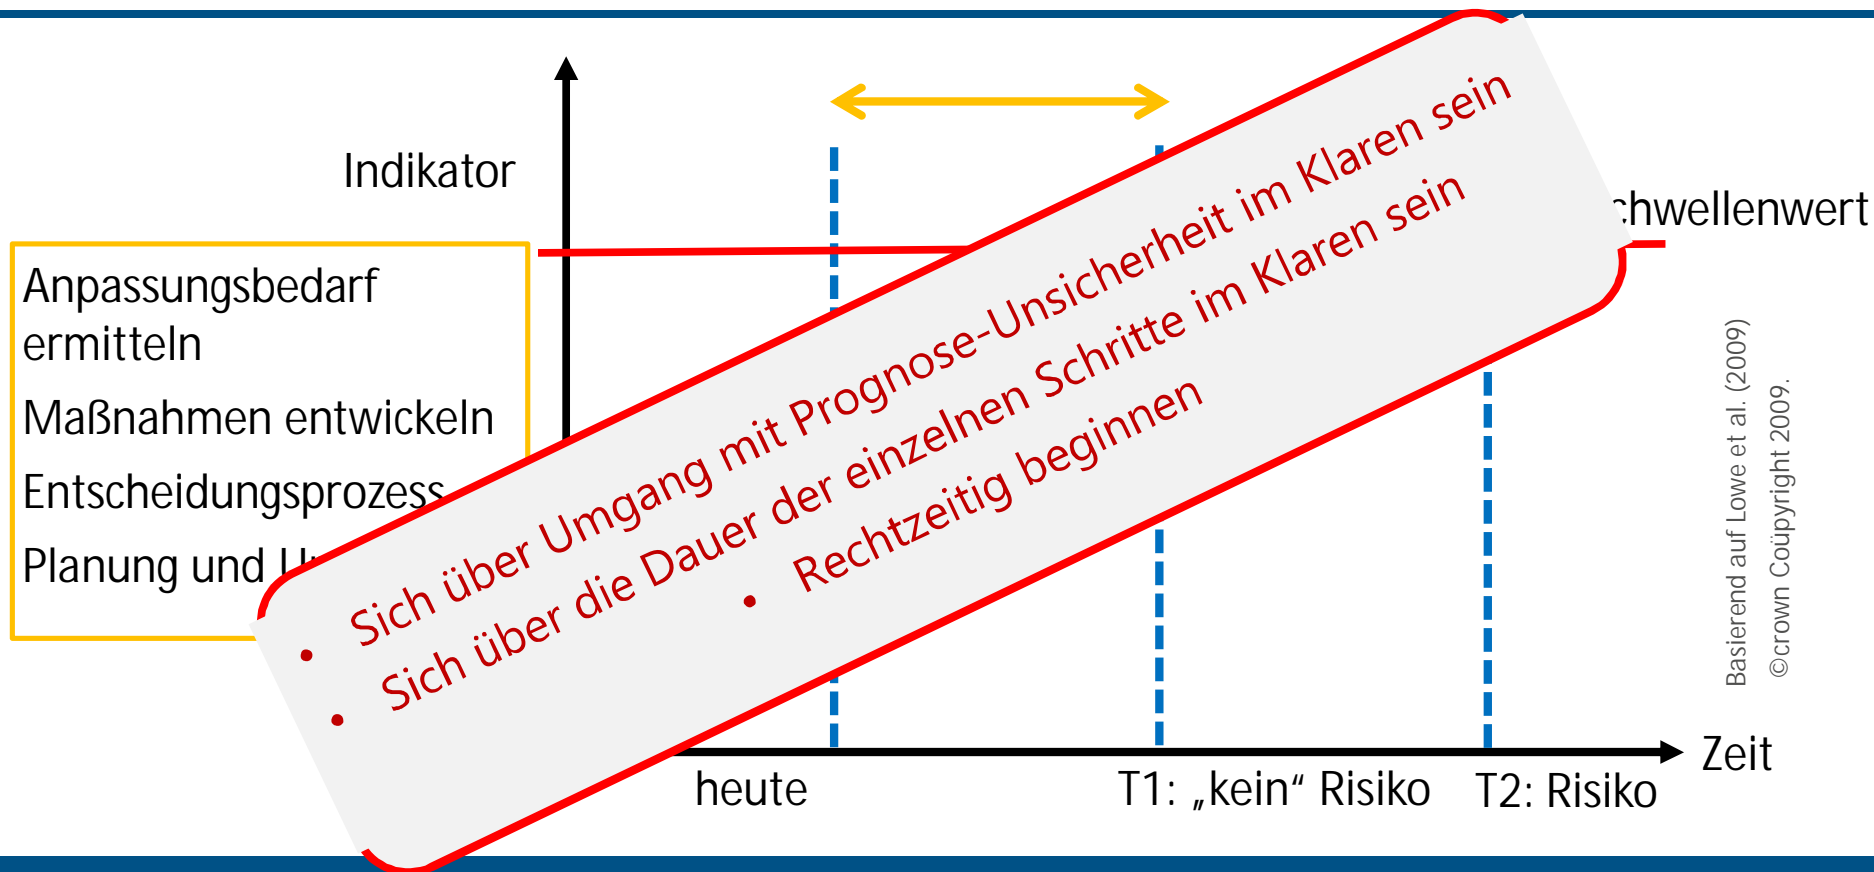 Indikator
chwellenwert
Anpassungsbedarf
ermitteln
Maßnahmen entwickeln
Entscheidungsprozess
Planung und
• Sich über Umgang mit Prognose-Unsicherheit im Klaren sein
• Sich über die Dauer der einzelnen Schritte im Klaren sein
• Rechtzeitig beginnen
Basierend auf Lowe et al. (2009)
©crown Coüpyright 2009.
Zeit
heute
T1: „kein“ Risiko
T2: Risiko